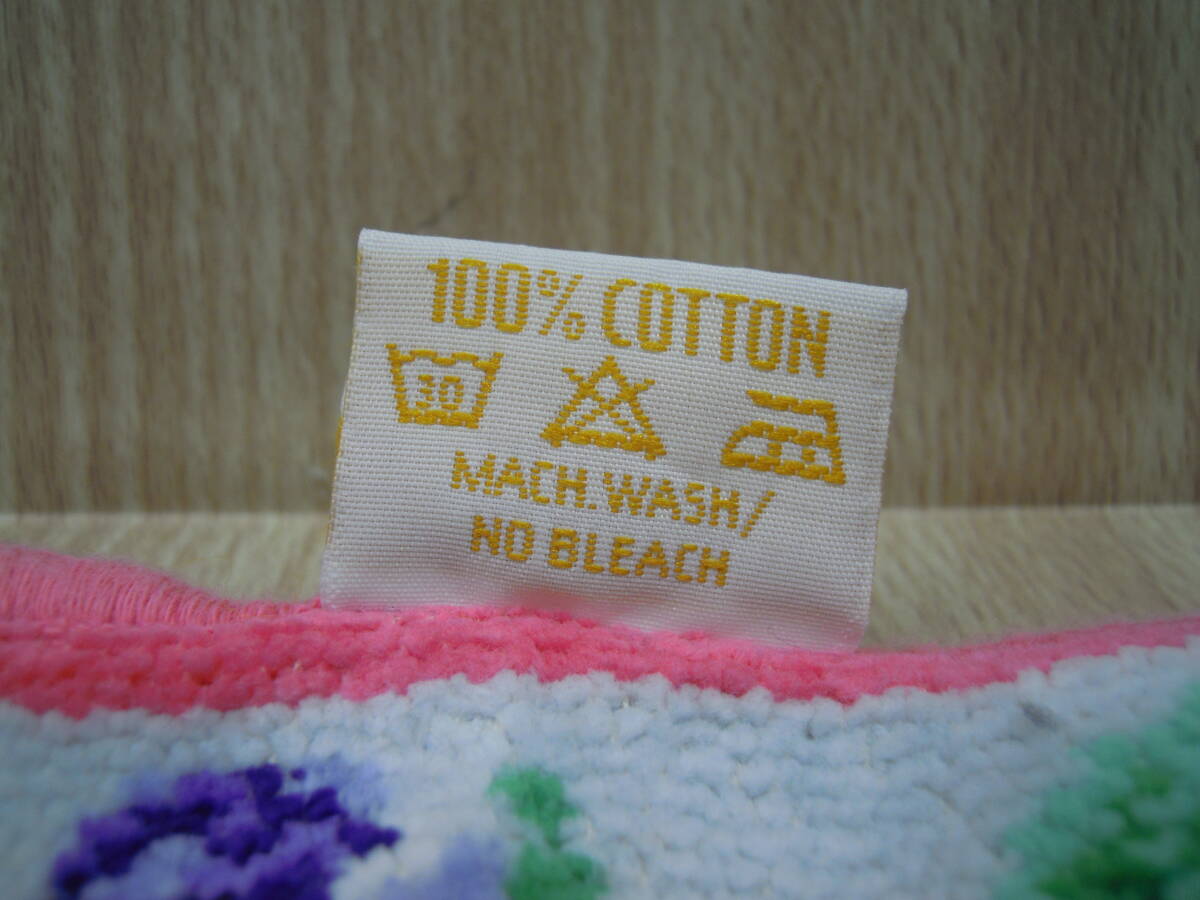 100% COTTON
30
MACH.WASH/
NO BLEACH